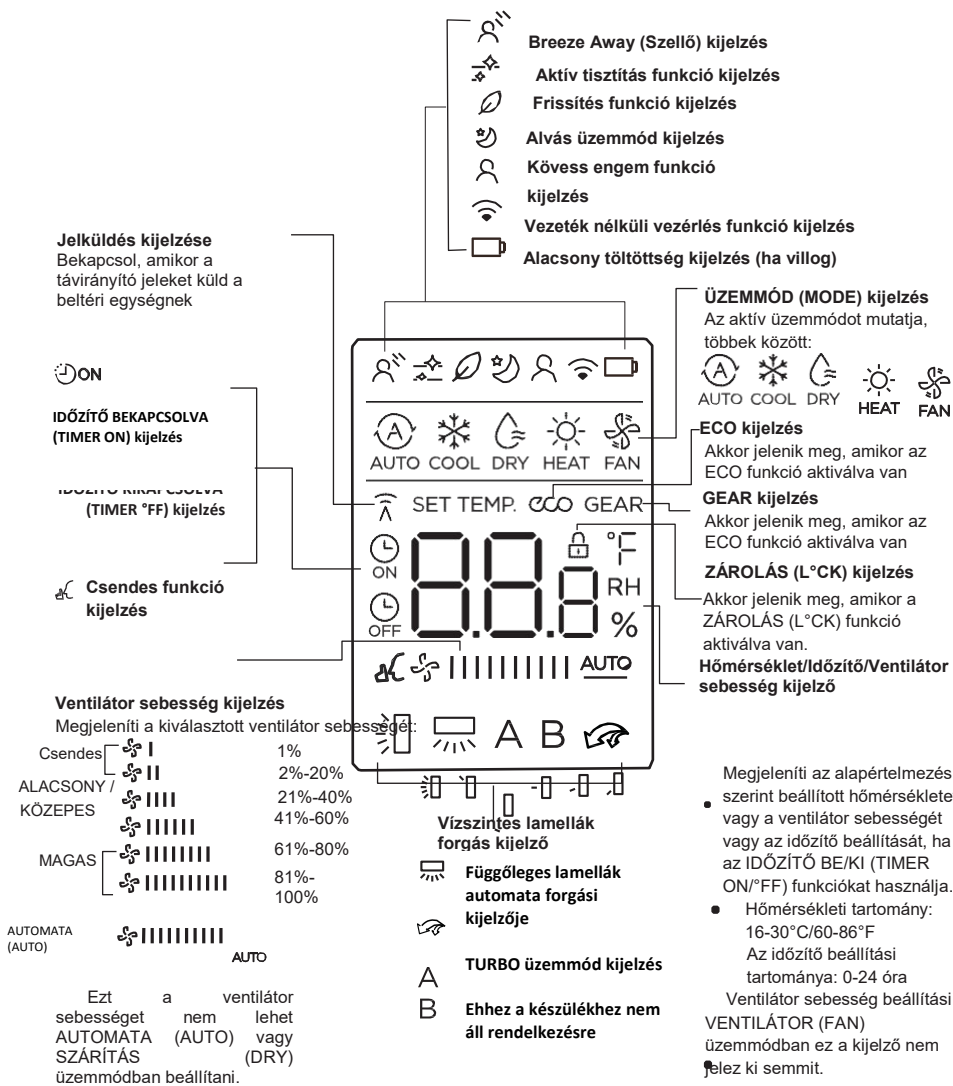 Breeze Away (Szellő) kijelzés
Aktív tisztítás funkció kijelzés
Frissítés funkció kijelzés
Alvás üzemmód kijelzés
Kövess engem funkció
kijelzés
Vezeték nélküli vezérlés funkció kijelzés
Alacsony töltöttség kijelzés (ha villog)
Jelküldés kijelzése
Bekapcsol, amikor a
távirányító jeleket küld a
beltéri egységnek
ON
IDŐZÍTŐ BEKAPCSOLVA
(TIMER ON) kijelzés
IDŐZÍTŐ KIKAPCSOLVA
(TIMER °FF) kijelzés
Csendes funkció
kijelzés
AUTO COOL DRY HEAT FAN
SET TEMP. ECO GEAR
ON
OFF
88.8
°F
RH
%
AUTO
A B
ÜZEMMÓD (MODE) kijelzés
Az aktív üzemmódot mutatja,
többek között:
A
AUTO COOL DRY HEAT FAN
ECO kijelzés
Akkor jelenik meg, amikor az
ECO funkció aktiválva van
GEAR kijelzés
Akkor jelenik meg, amikor az
ECO funkció aktiválva van
ZÁROLÁS (L°CK) kijelzés
Akkor jelenik meg, amikor a
ZÁROLÁS (L°CK) funkció
aktiválva van.
Hőmérséklet/Időzítő/Ventilátor
sebesség kijelző
Ventilátor sebesség kijelzés
Megjeleníti a kiválasztott ventilátor sebességét:
Csendes
1%
2%-20%
ALACSONY /
KÖZEPES
21%-40%
41%-60%
MAGAS
61%-80%
81%-
100%
AUTOMATA
(AUTO)
AUTO
Ezt a ventilátor
sebességet nem lehet
AUTOMATA (AUTO) vagy
SZÁRÍTÁS (DRY)
üzemmódban beállítani.
Vízszintes lamellák
forgás kijelző
Függőleges lamellák
automata forgási
kijelzője
TURBO üzemmód kijelzés
A
B
Ehhez a készülékhez nem
áll rendelkezésre
Megjeleníti az alapértelmezés
szerint beállított hőmérséklete
vagy a ventilátor sebességét
vagy az időzítő beállítását, ha
az IDŐZÍTŐ BE/KI (TIMER
ON/°FF) funkciókat használja.
Hőmérsékleti tartomány:
16-30°C/60-86°F
Az időzítő beállítási
tartománya: 0-24 óra
Ventilátor sebesség beállítási
VENTILÁTOR (FAN)
üzemmódban ez a kijelző nem
jelez ki semmit.